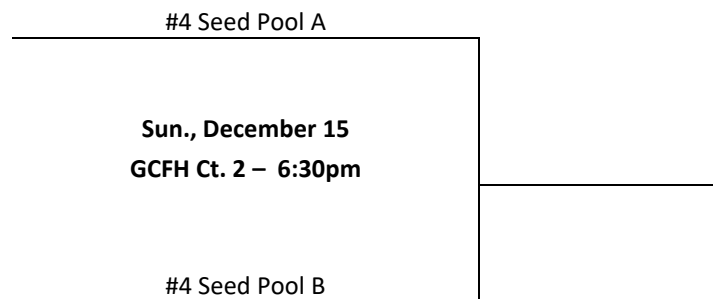 #4 Seed Pool A
Sun., December 15
GCFH Ct. 2 – 6:30pm
#4 Seed Pool B